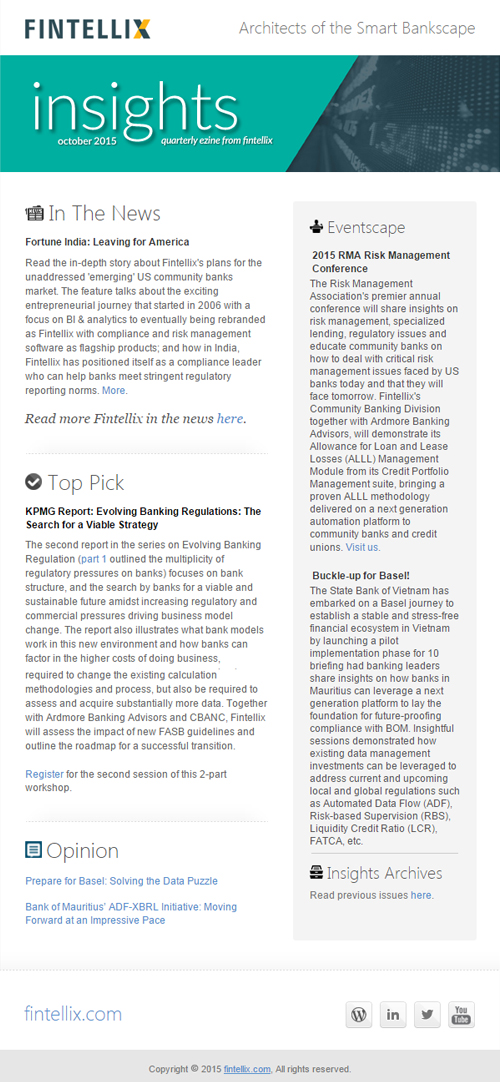 FINTELLIX
Architects of the Smart Bankscape
insights
october 2015
quarterly ezine from fintellix
In The News
Fortune India: Leaving for America
Read the in-depth story about Fintellix's plans for the
unaddressed 'emerging' US community banks
market. The feature talks about the exciting
entrepreneurial journey that started in 2006 with a
focus on BI & analytics to eventually being rebranded
as Fintellix with compliance and risk management
software as flagship products; and how in India,
Fintellix has positioned itself as a compliance leader
who can help banks meet stringent regulatory
reporting norms. More.
Read more Fintellix in the news here.
Top Pick
KPMG Report: Evolving Banking Regulations: The
Search for a Viable Strategy
The second report in the series on Evolving Banking
Regulation (part 1 outlined the multiplicity of
regulatory pressures on banks) focuses on bank
structure, and the search by banks for a viable and
sustainable future amidst increasing regulatory and
commercial pressures driving business model
change. The report also illustrates what bank models
work in this new environment and how banks can
factor in the higher costs of doing business,
required to change the existing calculation
methodologies and process, but also be required to
assess and acquire substantially more data. Together
with Ardmore Banking Advisors and CBANC, Fintellix
will assess the impact of new FASB guidelines and
outline the roadmap for a successful transition.
Register for the second session of this 2-part
workshop.
Opinion
Prepare for Basel: Solving the Data Puzzle
Bank of Mauritius' ADF-XBRL Initiative: Moving
Forward at an Impressive Pace
Eventscape
2015 RMA Risk Management
Conference
The Risk Management
Association's premier annual
conference will share insights on
risk management, specialized
lending, regulatory issues and
educate community banks on
how to deal with critical risk
management issues faced by US
banks today and that they will
face tomorrow. Fintellix's
Community Banking Division
together with Ardmore Banking
Advisors, will demonstrate its
Allowance for Loan and Lease
Losses (ALLL) Management
Module from its Credit Portfolio
Management suite, bringing a
proven ALLL methodology
delivered on a next generation
automation platform to
community banks and credit
unions. Visit us.
Buckle-up for Basel!
The State Bank of Vietnam has
embarked on a Basel journey to
establish a stable and stress-free
financial ecosystem in Vietnam
by launching a pilot
implementation phase for 10
briefing had banking leaders
share insights on how banks in
Mauritius can leverage a next
generation platform to lay the
foundation for future-proofing
compliance with BOM. Insightful
sessions demonstrated how
existing data management
investments can be leveraged to
address current and upcoming
local and global regulations such
as Automated Data Flow (ADF),
Risk-based Supervision (RBS),
Liquidity Credit Ratio (LCR),
FATCA, etc.
Insights Archives
Read previous issues here.
fintellix.com
in
You
Tube
Copyright © 2015 fintellix.com, All rights reserved.